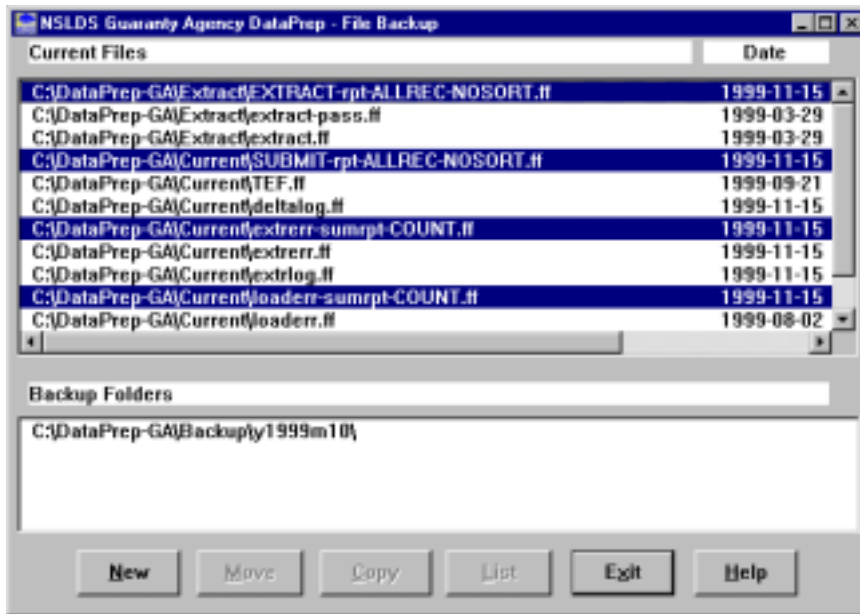 NSLDS Guaranty Agency DataPrep - File Backup
Current Files Date
C:\DataPrep-GA\Extract\EXTRACT-rpt-ALLREC-NOSORT.ff 1999-11-15
C:\DataPrep-GA\Extract\extract-pass.ff 1999-03-29
C:\DataPrep-GA\Extract\extract.ff 1999-03-29
C:\DataPrep-GA\Current\SUBMIT-rpt-ALLREC-NOSORT.ff 1999-11-15
C:\DataPrep-GA\Current\TEF.ff 1999-09-21
C:\DataPrep-GA\Current\deltalog.ff 1999-11-15
C:\DataPrep-GA\Current\extrerr-sumrpt-COUNT.ff 1999-11-15
C:\DataPrep-GA\Current\extrerr.ff 1999-11-15
C:\DataPrep-GA\Current\extrlog.ff 1999-11-15
C:\DataPrep-GA\Current\loaderr-sumrpt-COUNT.ff 1999-11-15
C:\DataPrep-GA\Current\loaderr.ff 1999-08-02
Backup Folders
C:\DataPrep-GA\Backup\y1999m10\
New Move Copy List Exit Help